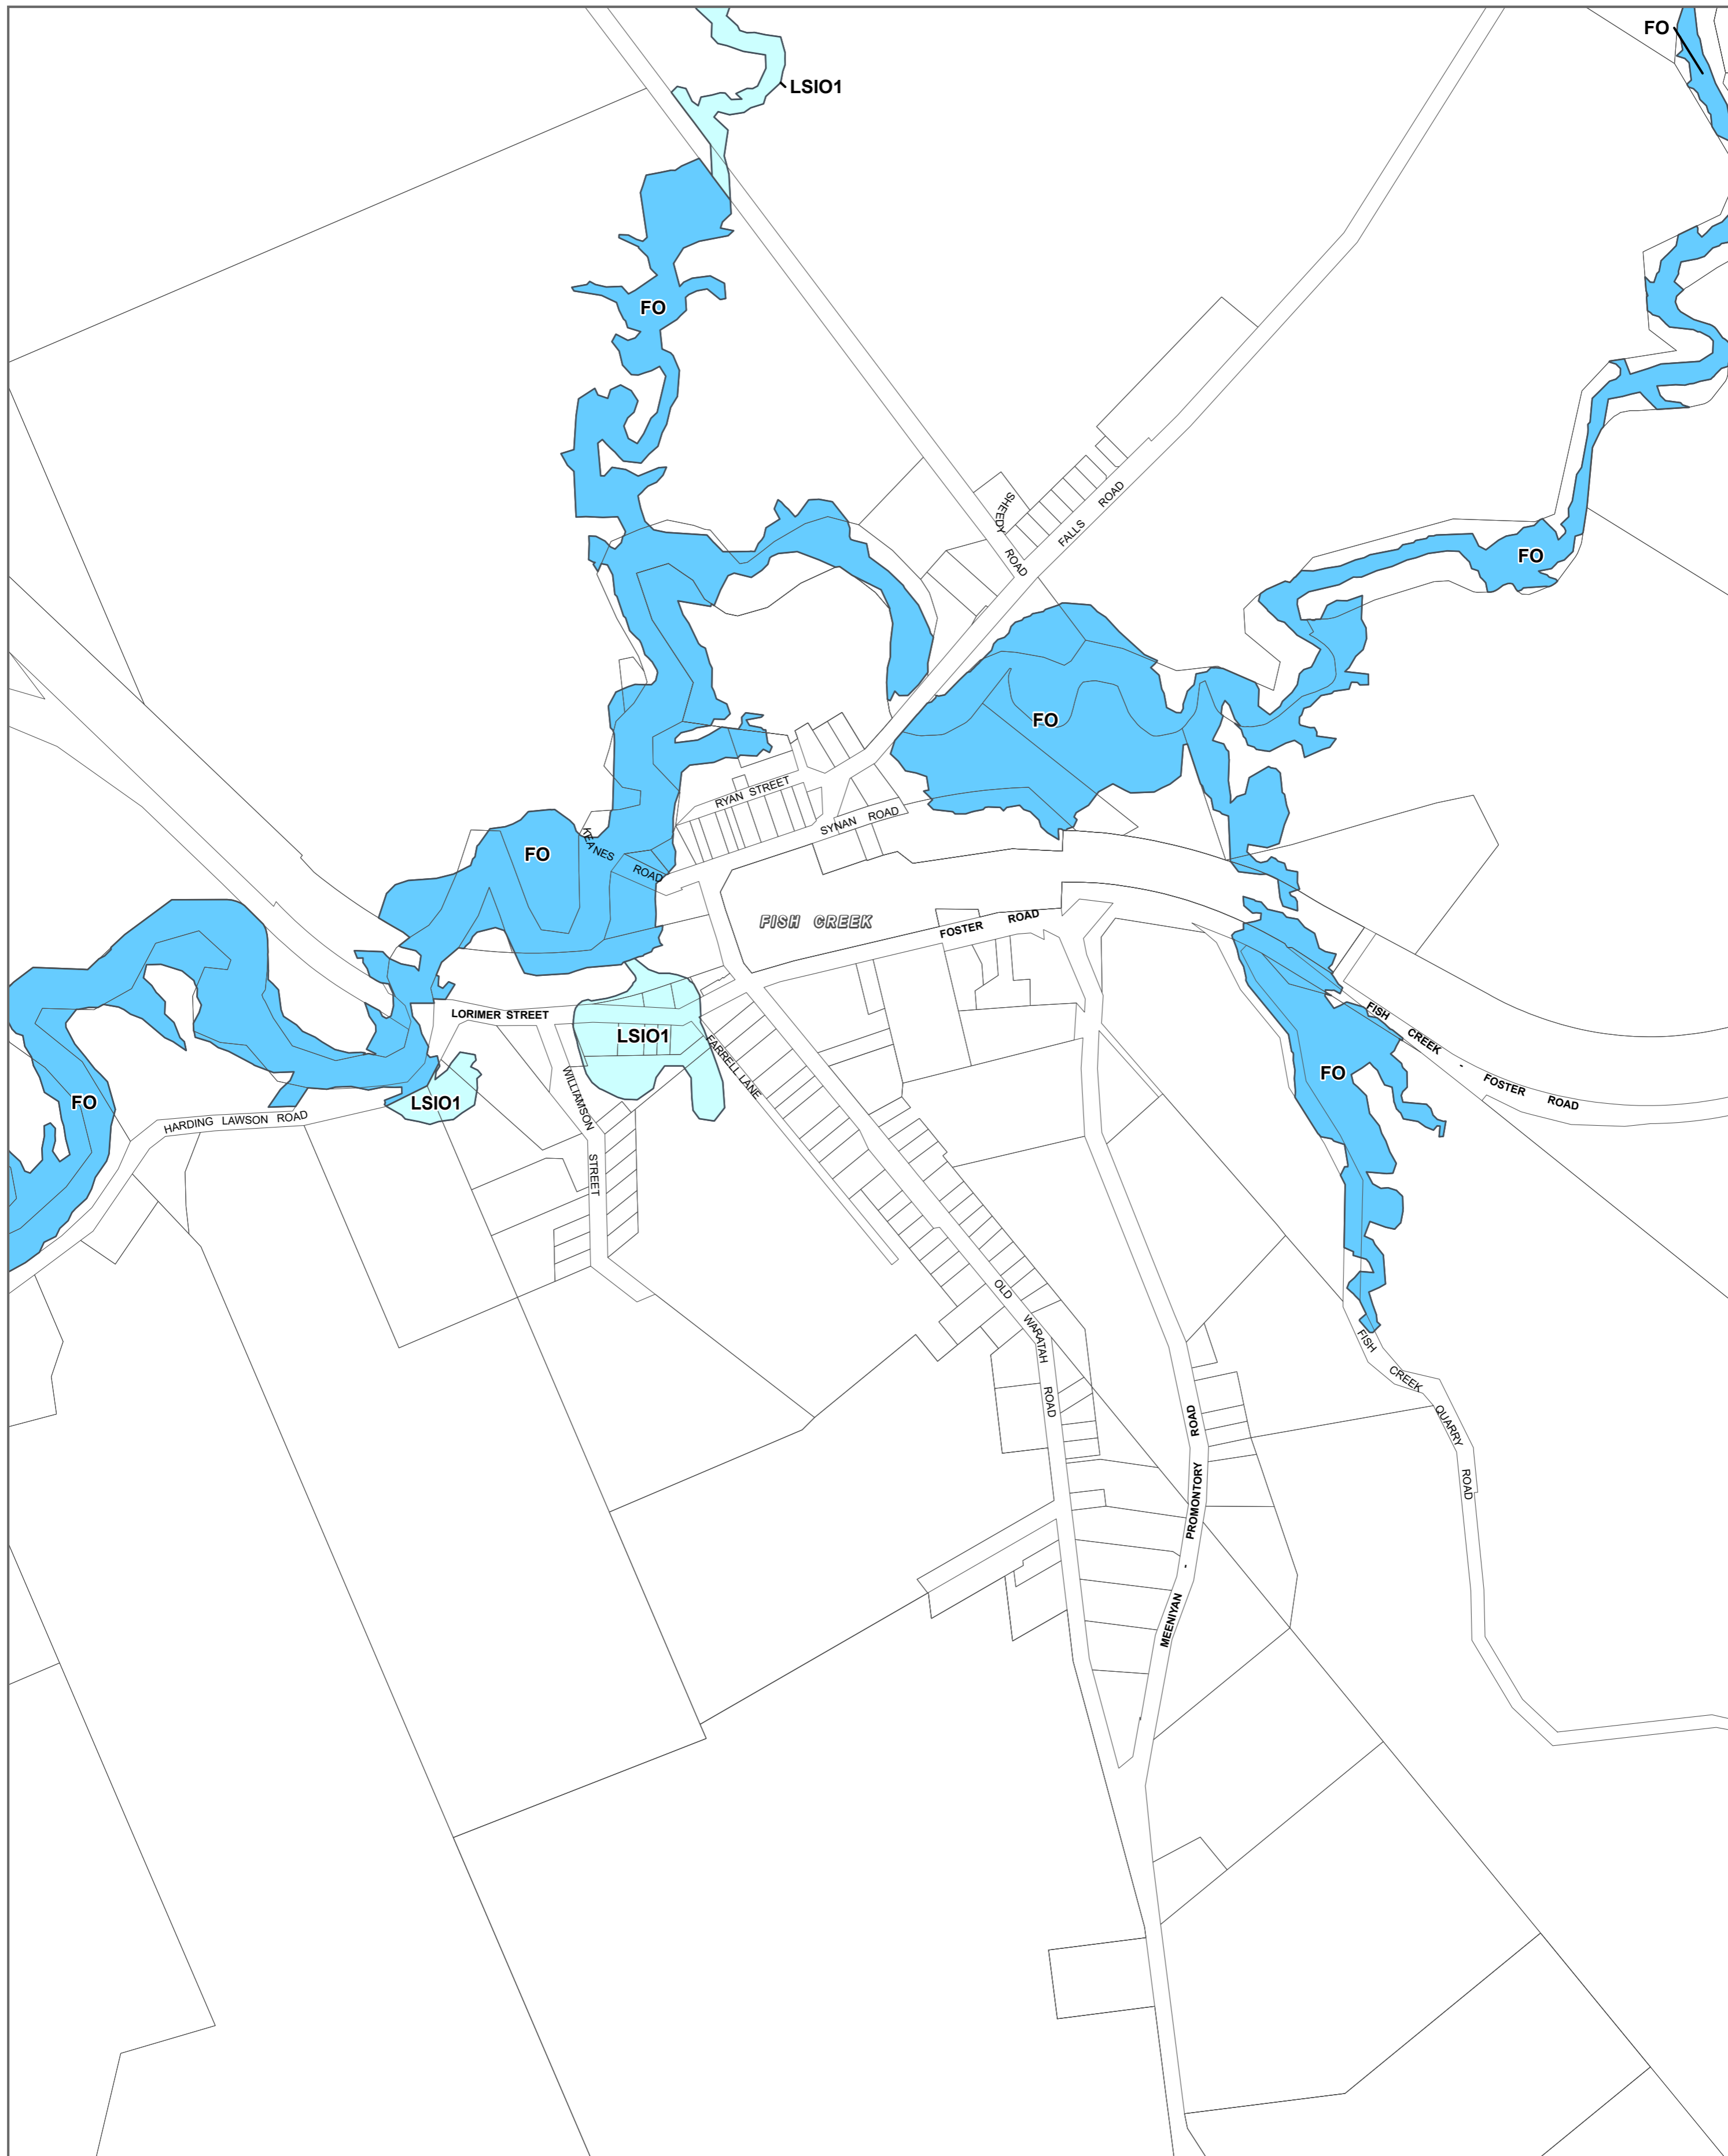 FO
LSIO1
FO
SHEEDY
ROAD
FALLS ROAD
FO
FO
RYAN STREET
SYNAN ROAD
KEANES
ROAD
FO
FISH CREEK
FOSTER ROAD
LORIMER STREET
LSIO1
FARRELL LANE
WILLIAMSON
STREET
FISH CREEK - FOSTER ROAD
FO
FO
LSIO1
HARDING LAWSON ROAD
OLD
WARATAH
ROAD
FISH
CREEK
QUARRY
ROAD
MEENIYAN - PROMONTORY ROAD